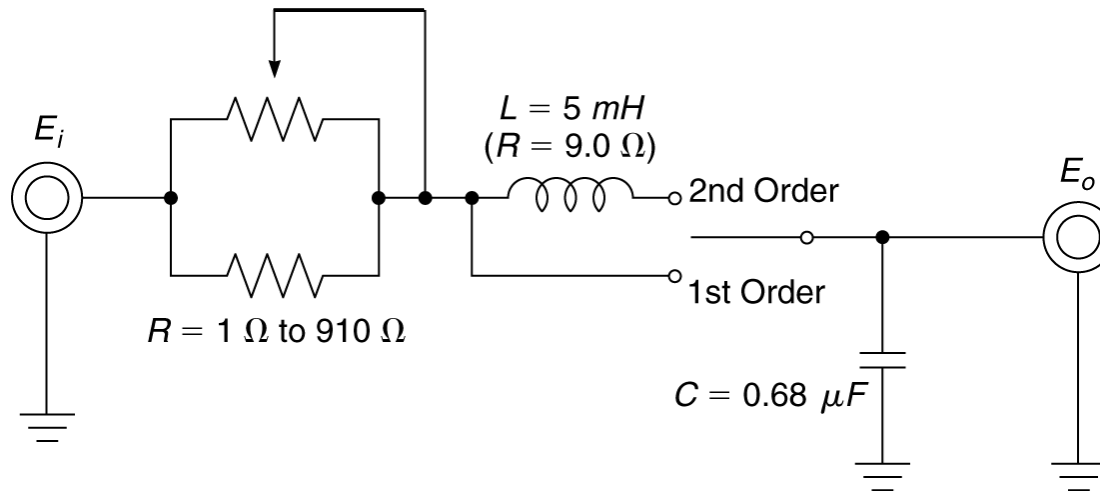 L = 5 mH
(R = 9.0 Ω)
E_i
2nd Order
E_o
1st Order
R = 1 Ω to 910 Ω
C = 0.68 μF